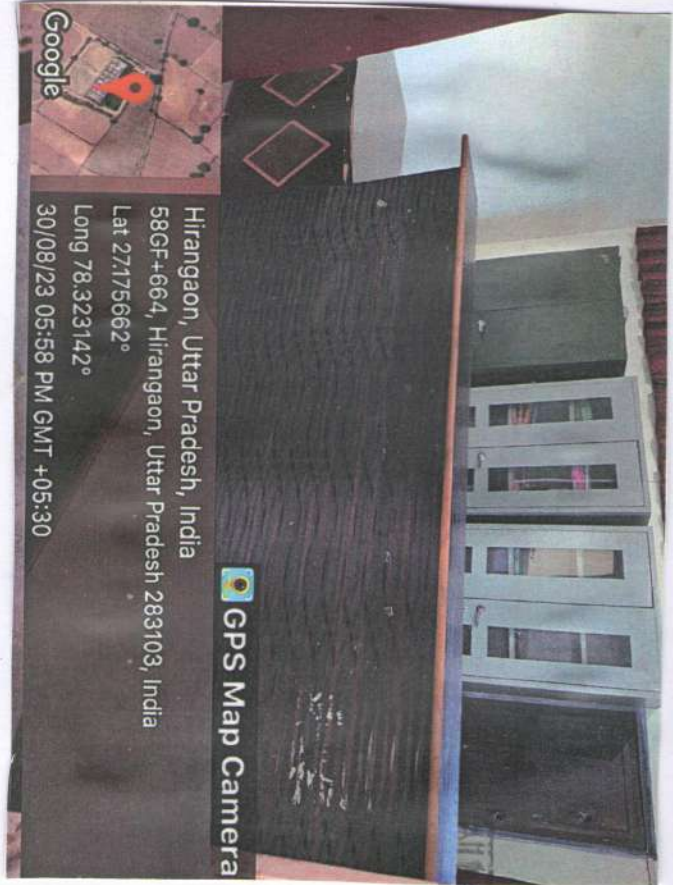 GPS Map Camera
Hirangaon, Uttar Pradesh, India
58GF+664, Hirangaon, Uttar Pradesh 283103, India
Lat 27.175662°
Long 78.323142°
30/08/23 05:58 PM GMT +05:30
Google